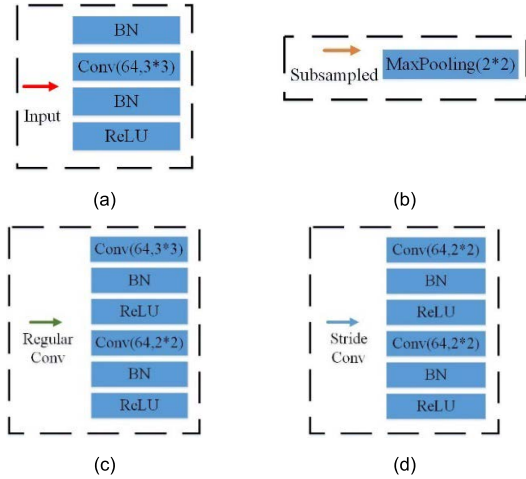 BN
Conv(64,3*3)
BN
ReLU
Input
(a)
Subsampled
MaxPooling(2*2)
(b)
Conv(64,3*3)
BN
ReLU
Conv(64,2*2)
BN
ReLU
Regular
Conv
(c)
Conv(64,2*2)
BN
ReLU
Conv(64,2*2)
BN
ReLU
Stride
Conv
(d)